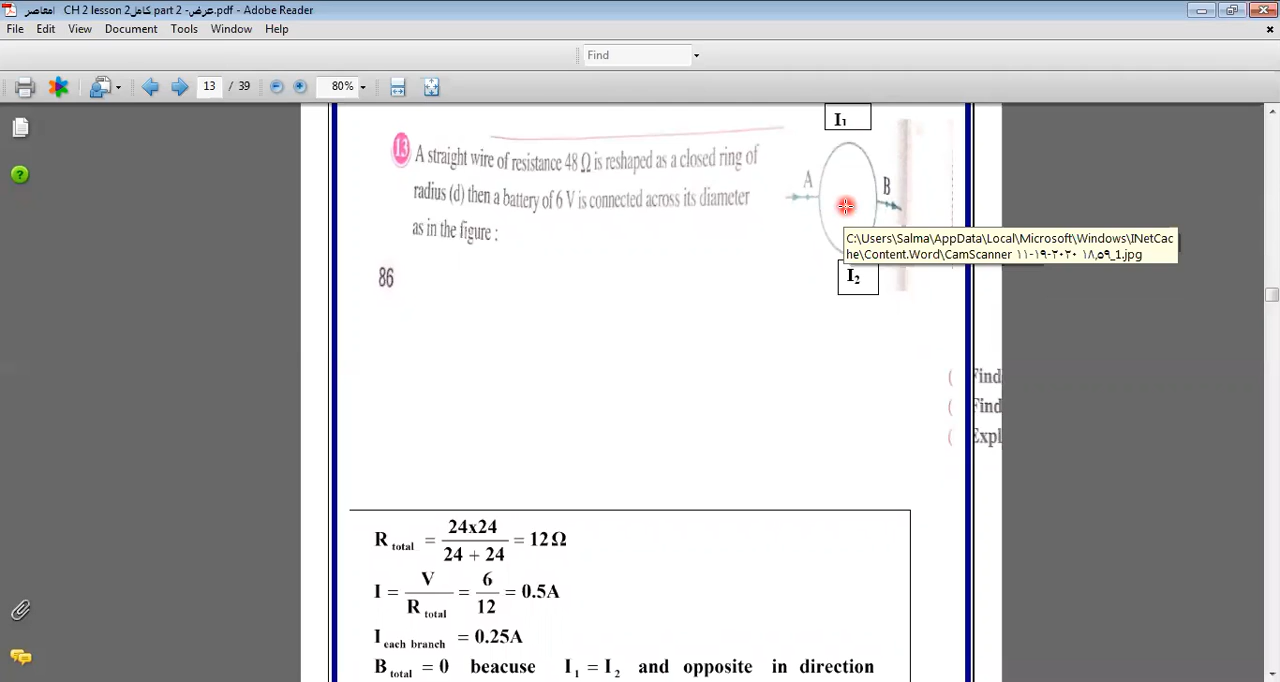 امعاصر CH 2 lesson 2كامل part 2 -عرض.pdf - Adobe Reader
File Edit View Document Tools Window Help
Find
13 / 39 80%
I₁
13 A straight wire of resistance 48 Ω is reshaped as a closed ring of
radius (d) then a battery of 6 V is connected across its diameter
as in the figure :
A
B
C:\Users\Salma\AppData\Local\Microsoft\Windows\INetCac
he\Content.Word\CamScanner ١١-١٩-٢٠٢٠ ١٨,٥٩_1.jpg
I₂
86
( Find
( Find
( Expl
R total = 24x24 / 24 + 24 = 12 Ω
I = V / R total = 6 / 12 = 0.5A
I each branch = 0.25A
B total = 0 beacuse I₁ = I₂ and opposite in direction